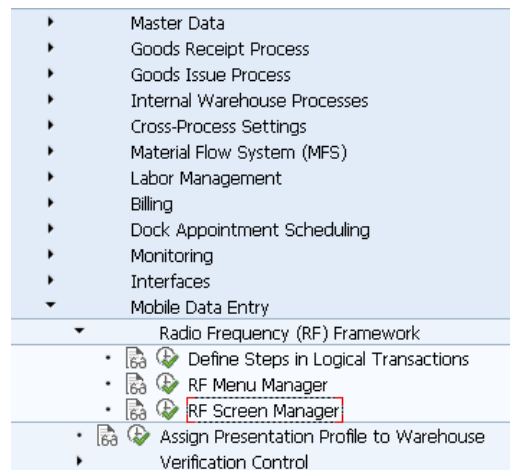 Master Data
Goods Receipt Process
Goods Issue Process
Internal Warehouse Processes
Cross-Process Settings
Material Flow System (MFS)
Labor Management
Billing
Dock Appointment Scheduling
Monitoring
Interfaces
Mobile Data Entry
Radio Frequency (RF) Framework
Define Steps in Logical Transactions
RF Menu Manager
RF Screen Manager
Assign Presentation Profile to Warehouse
Verification Control